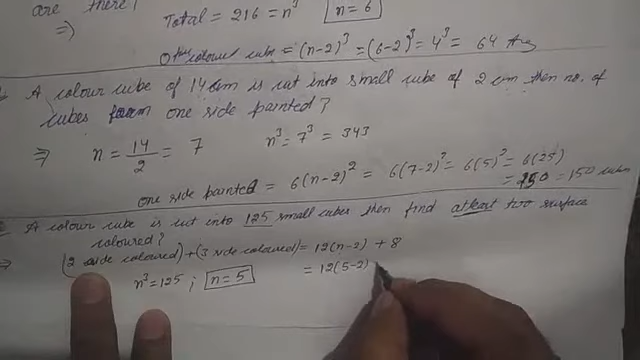 are there?
⇒ Total = 216 = n³ n = 6
colour cube = (n-2)³ = (6-2)³ = 4³ = 64 Ans
A colour cube of 14 cm is cut into small cube of 2 cm then no. of
cubes from one side painted?
⇒ n = 14/2 = 7 n³ = 7³ = 343
one side painted = 6(n-2)² = 6(7-2)² = 6(5)² = 6(25)
= 150 = 150 cubes
A colour cube is cut into 125 small cubes then find atleast two surface
coloured?
⇒ (2 side coloured) + (3 side coloured) = 12(n-2) + 8
n³ = 125 ; n = 5 = 12(5-2)